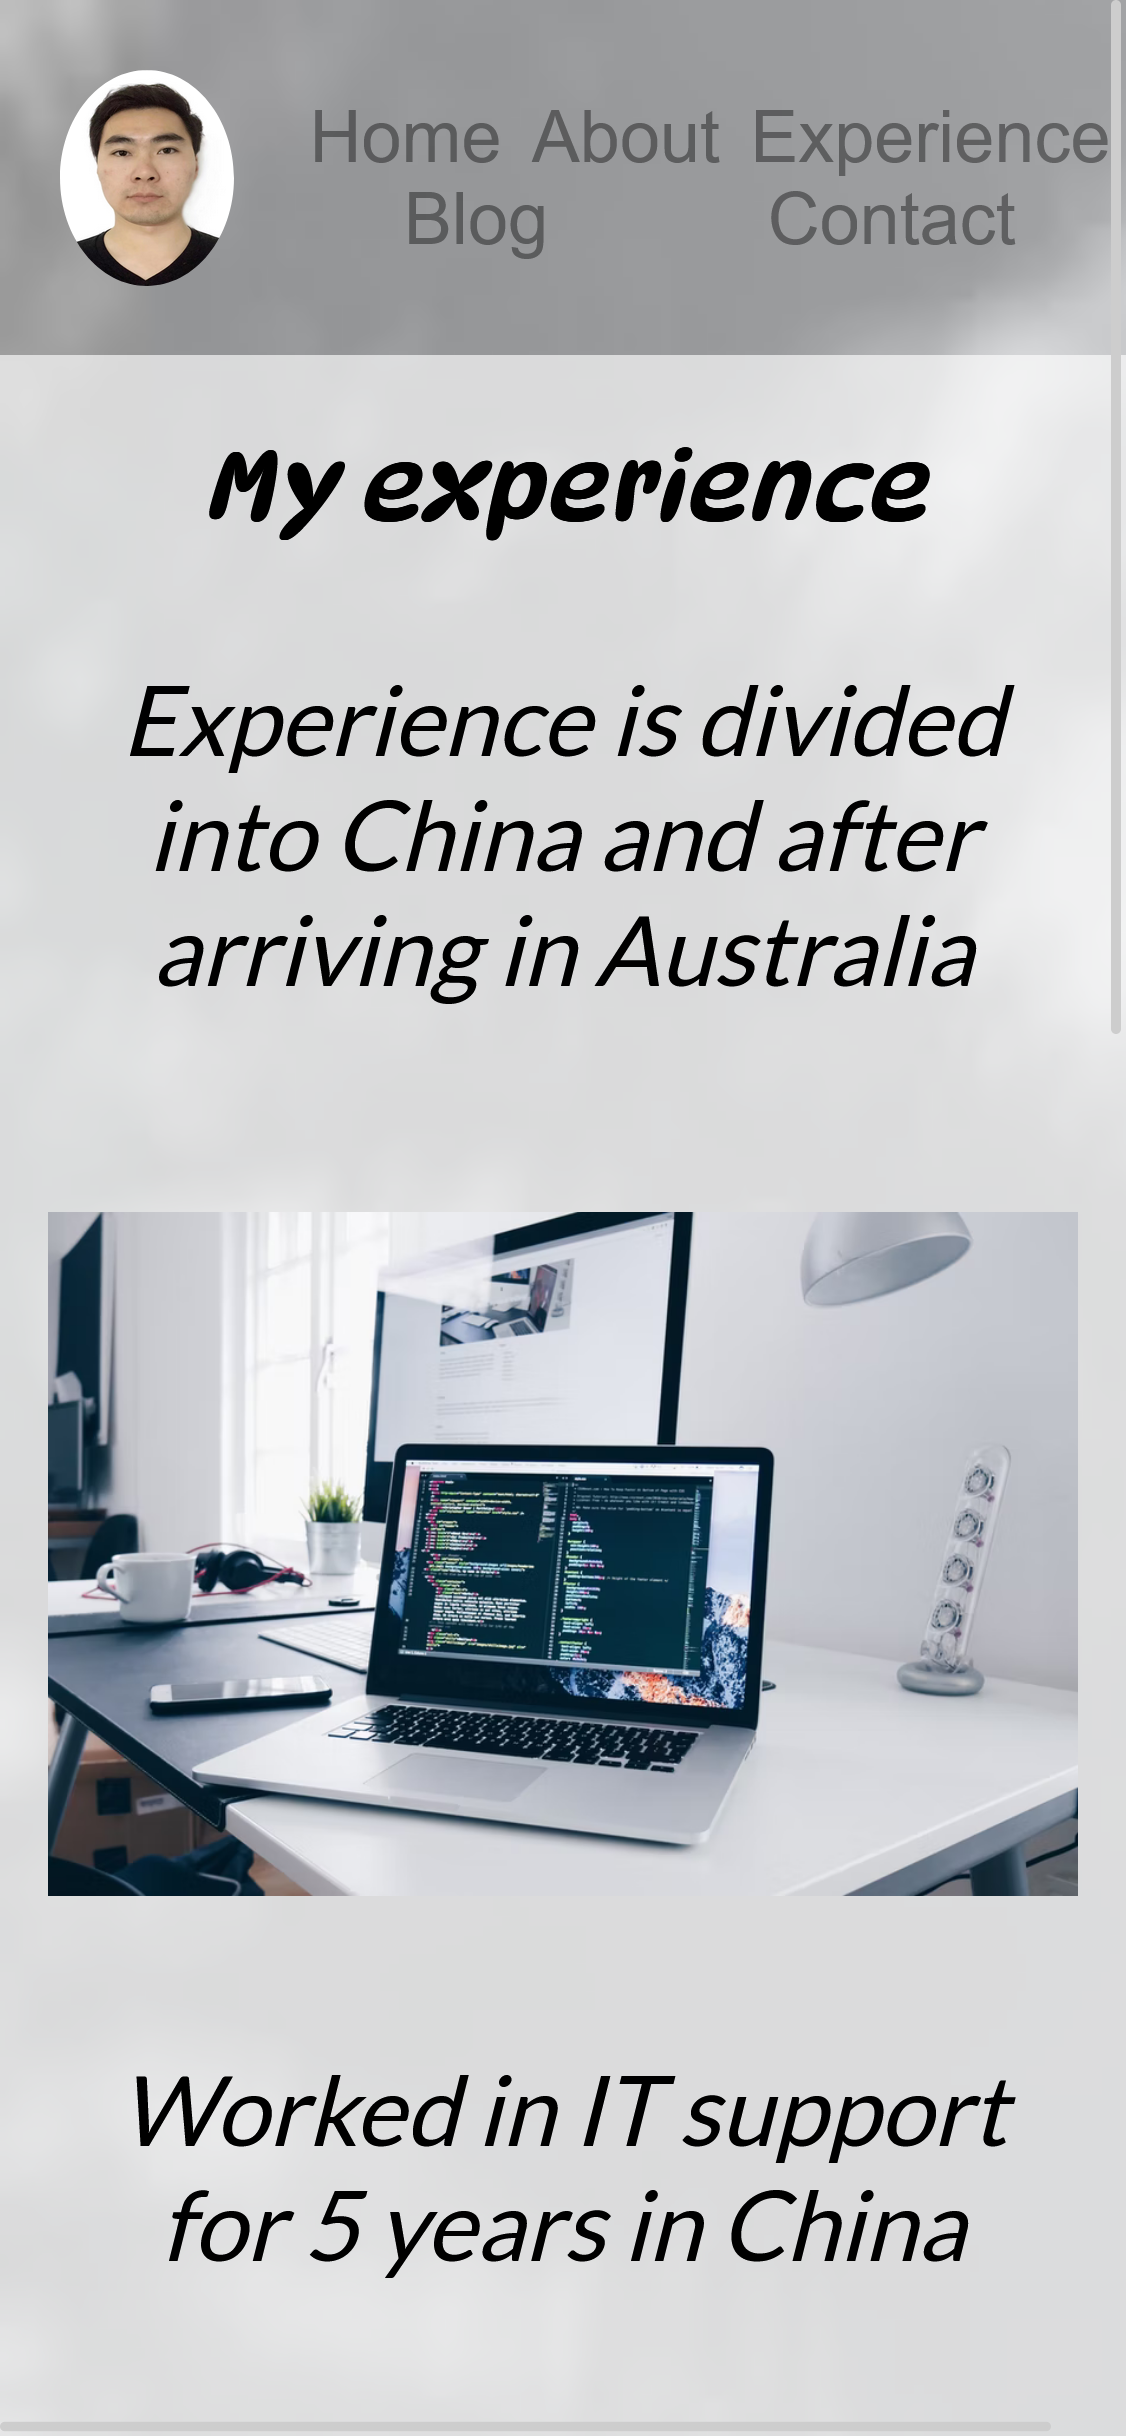 Home About Experience
Blog Contact
My experience
Experience is divided
into China and after
arriving in Australia
Worked in IT support
for 5 years in China